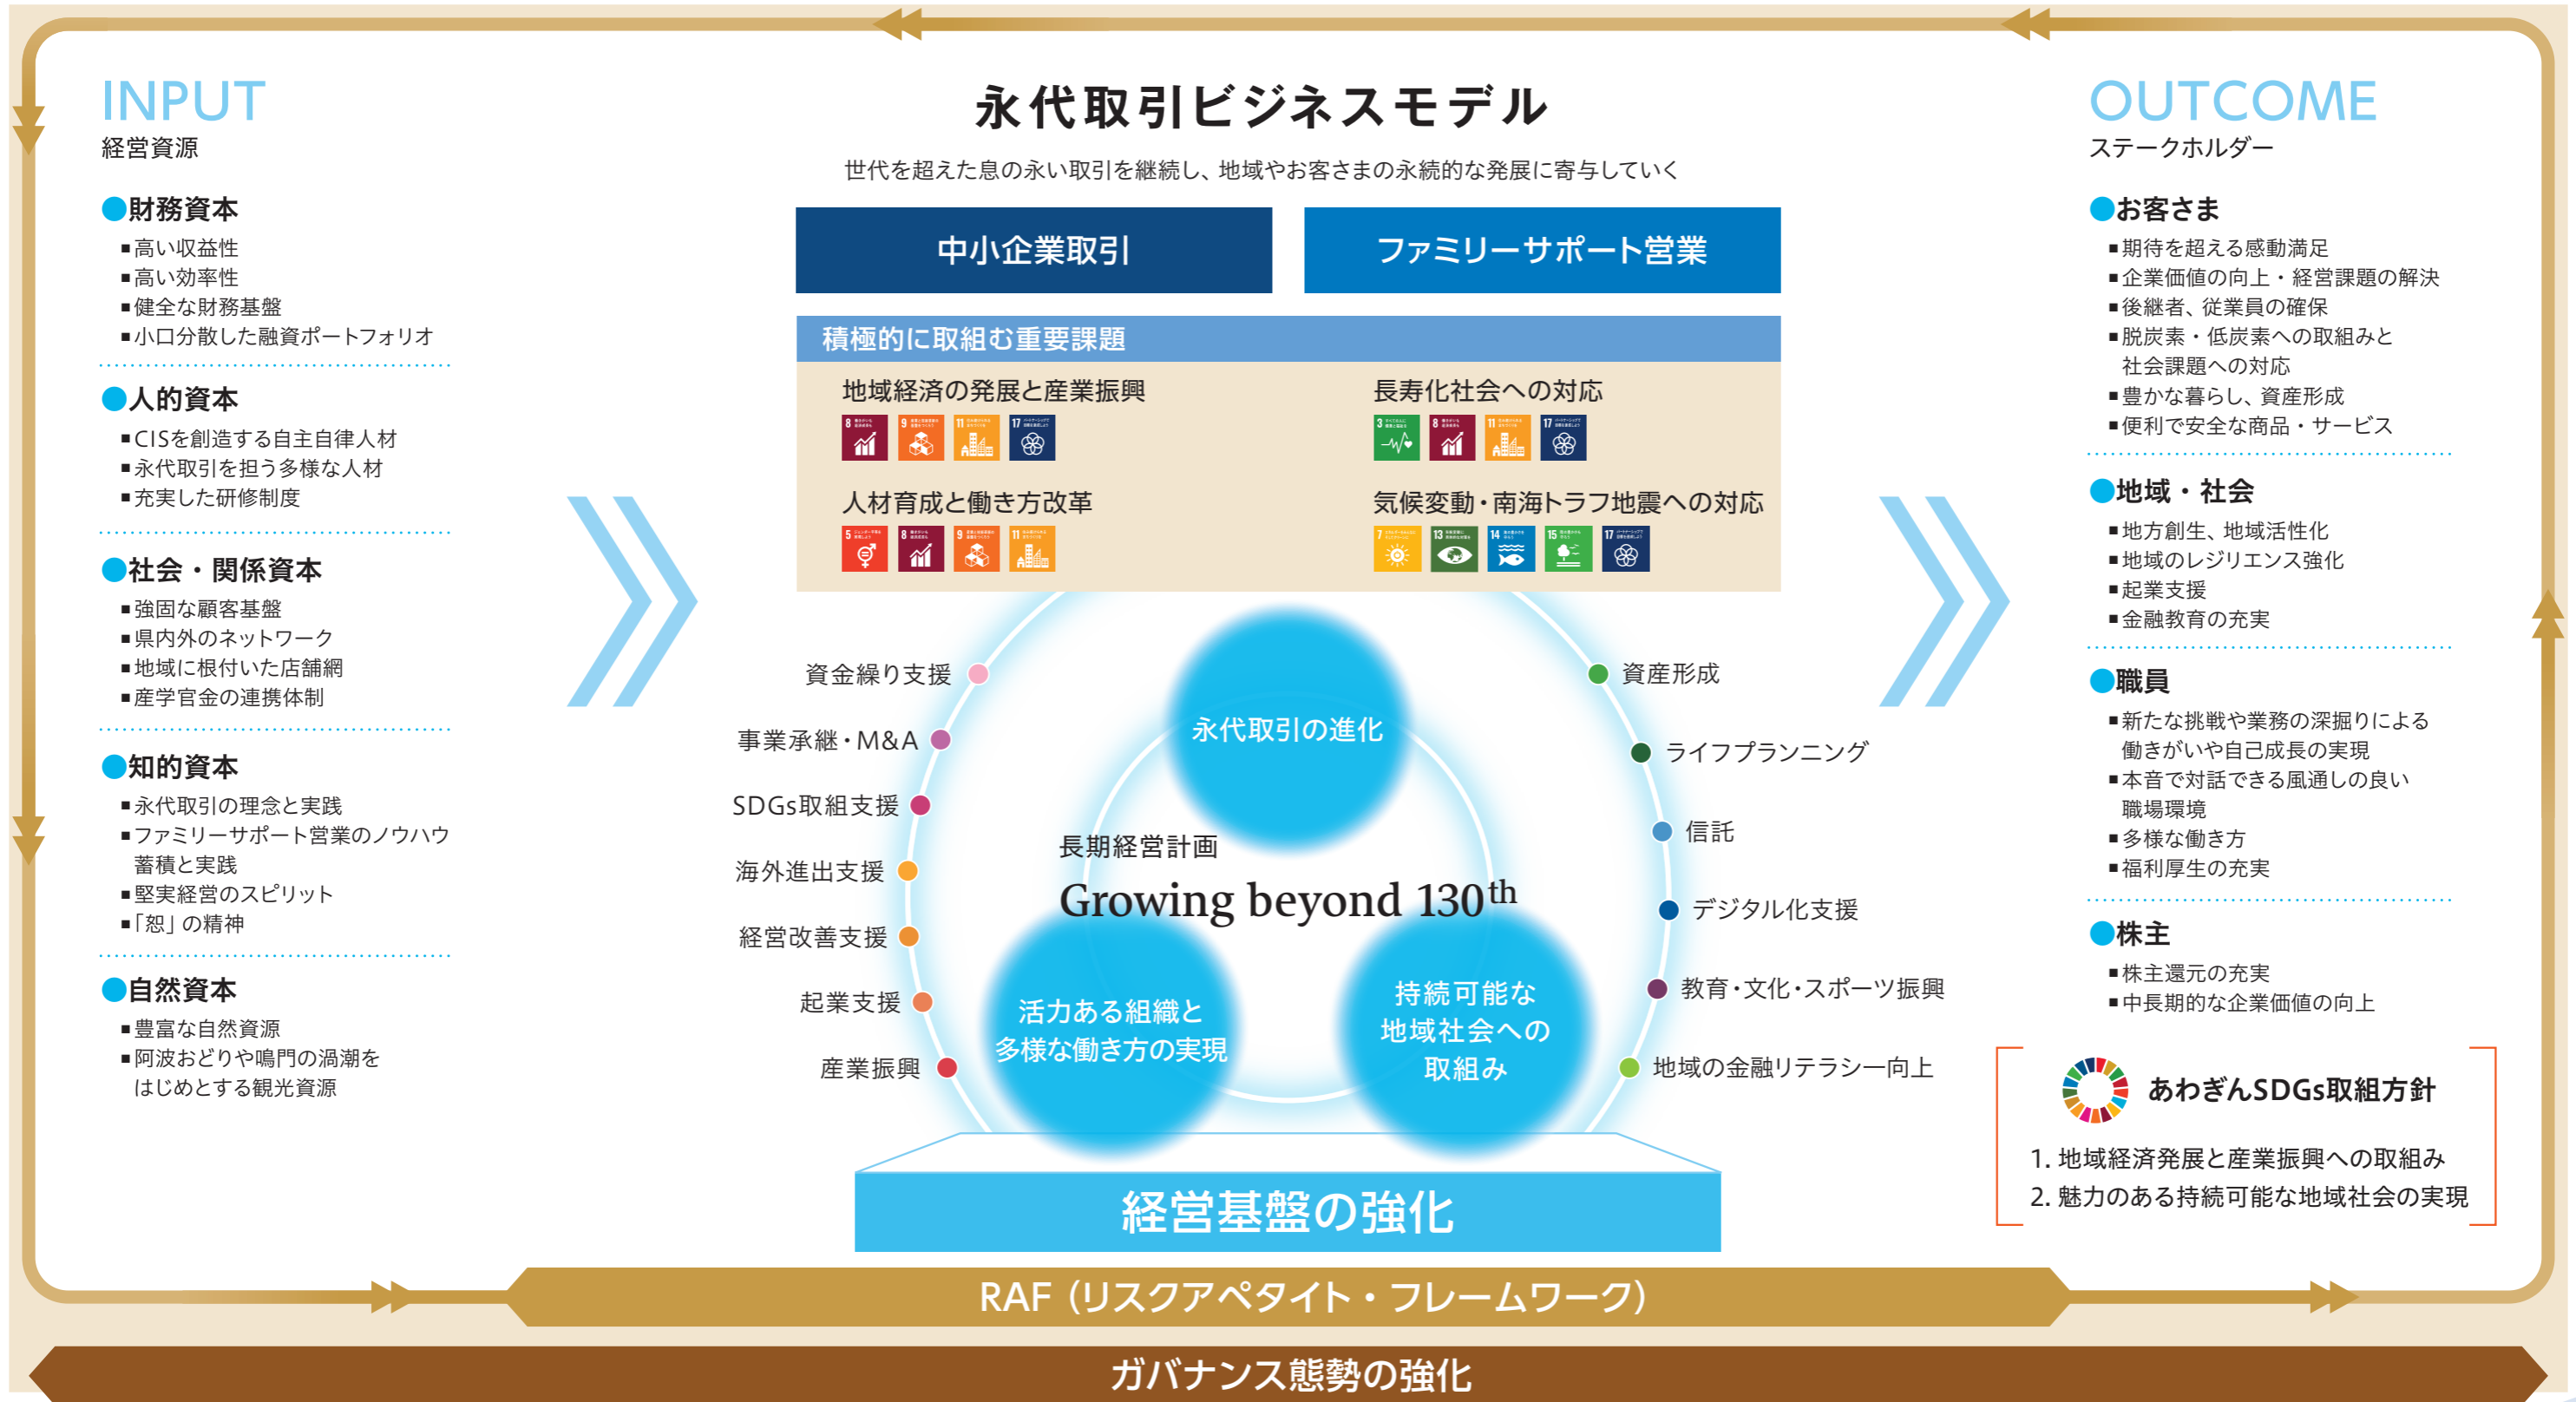 INPUT
経営資源
●財務資本
■高い収益性
■高い効率性
■健全な財務基盤
■小口分散した融資ポートフォリオ
●人的資本
■CISを創造する自主自律人材
■永代取引を担う多様な人材
■充実した研修制度
●社会・関係資本
■強固な顧客基盤
■県内外のネットワーク
■地域に根付いた店舗網
■産学官金の連携体制
●知的資本
■永代取引の理念と実践
■ファミリーサポート営業のノウハウ
蓄積と実践
■堅実経営のスピリット
■「恕」の精神
●自然資本
■豊富な自然資源
■阿波おどりや鳴門の渦潮を
はじめとする観光資源
永代取引ビジネスモデル
世代を超えた息の永い取引を継続し、地域やお客さまの永続的な発展に寄与していく
中小企業取引
ファミリーサポート営業
積極的に取組む重要課題
地域経済の発展と産業振興
8 9 11 17
長寿化社会への対応
3 8 11 17
人材育成と働き方改革
5 8 9 11
気候変動・南海トラフ地震への対応
7 13 14 15 17
資金繰り支援
事業承継・M&A
SDGs取組支援
海外進出支援
経営改善支援
起業支援
産業振興
永代取引の進化
長期経営計画
Growing beyond 130th
活力ある組織と
多様な働き方の実現
持続可能な
地域社会への
取組み
資産形成
ライフプランニング
信託
デジタル化支援
教育・文化・スポーツ振興
地域の金融リテラシー向上
経営基盤の強化
OUTCOME
ステークホルダー
●お客さま
■期待を超える感動満足
■企業価値の向上・経営課題の解決
■後継者、従業員の確保
■脱炭素・低炭素への取組みと
社会課題への対応
■豊かな暮らし、資産形成
■便利で安全な商品・サービス
●地域・社会
■地方創生、地域活性化
■地域のレジリエンス強化
■起業支援
■金融教育の充実
●職員
■新たな挑戦や業務の深掘りによる
働きがいや自己成長の実現
■本音で対話できる風通しの良い
職場環境
■多様な働き方
■福利厚生の充実
●株主
■株主還元の充実
■中長期的な企業価値の向上
あわぎんSDGs取組方針
1. 地域経済発展と産業振興への取組み
2. 魅力のある持続可能な地域社会の実現
RAF（リスクアペタイト・フレームワーク）
ガバナンス態勢の強化